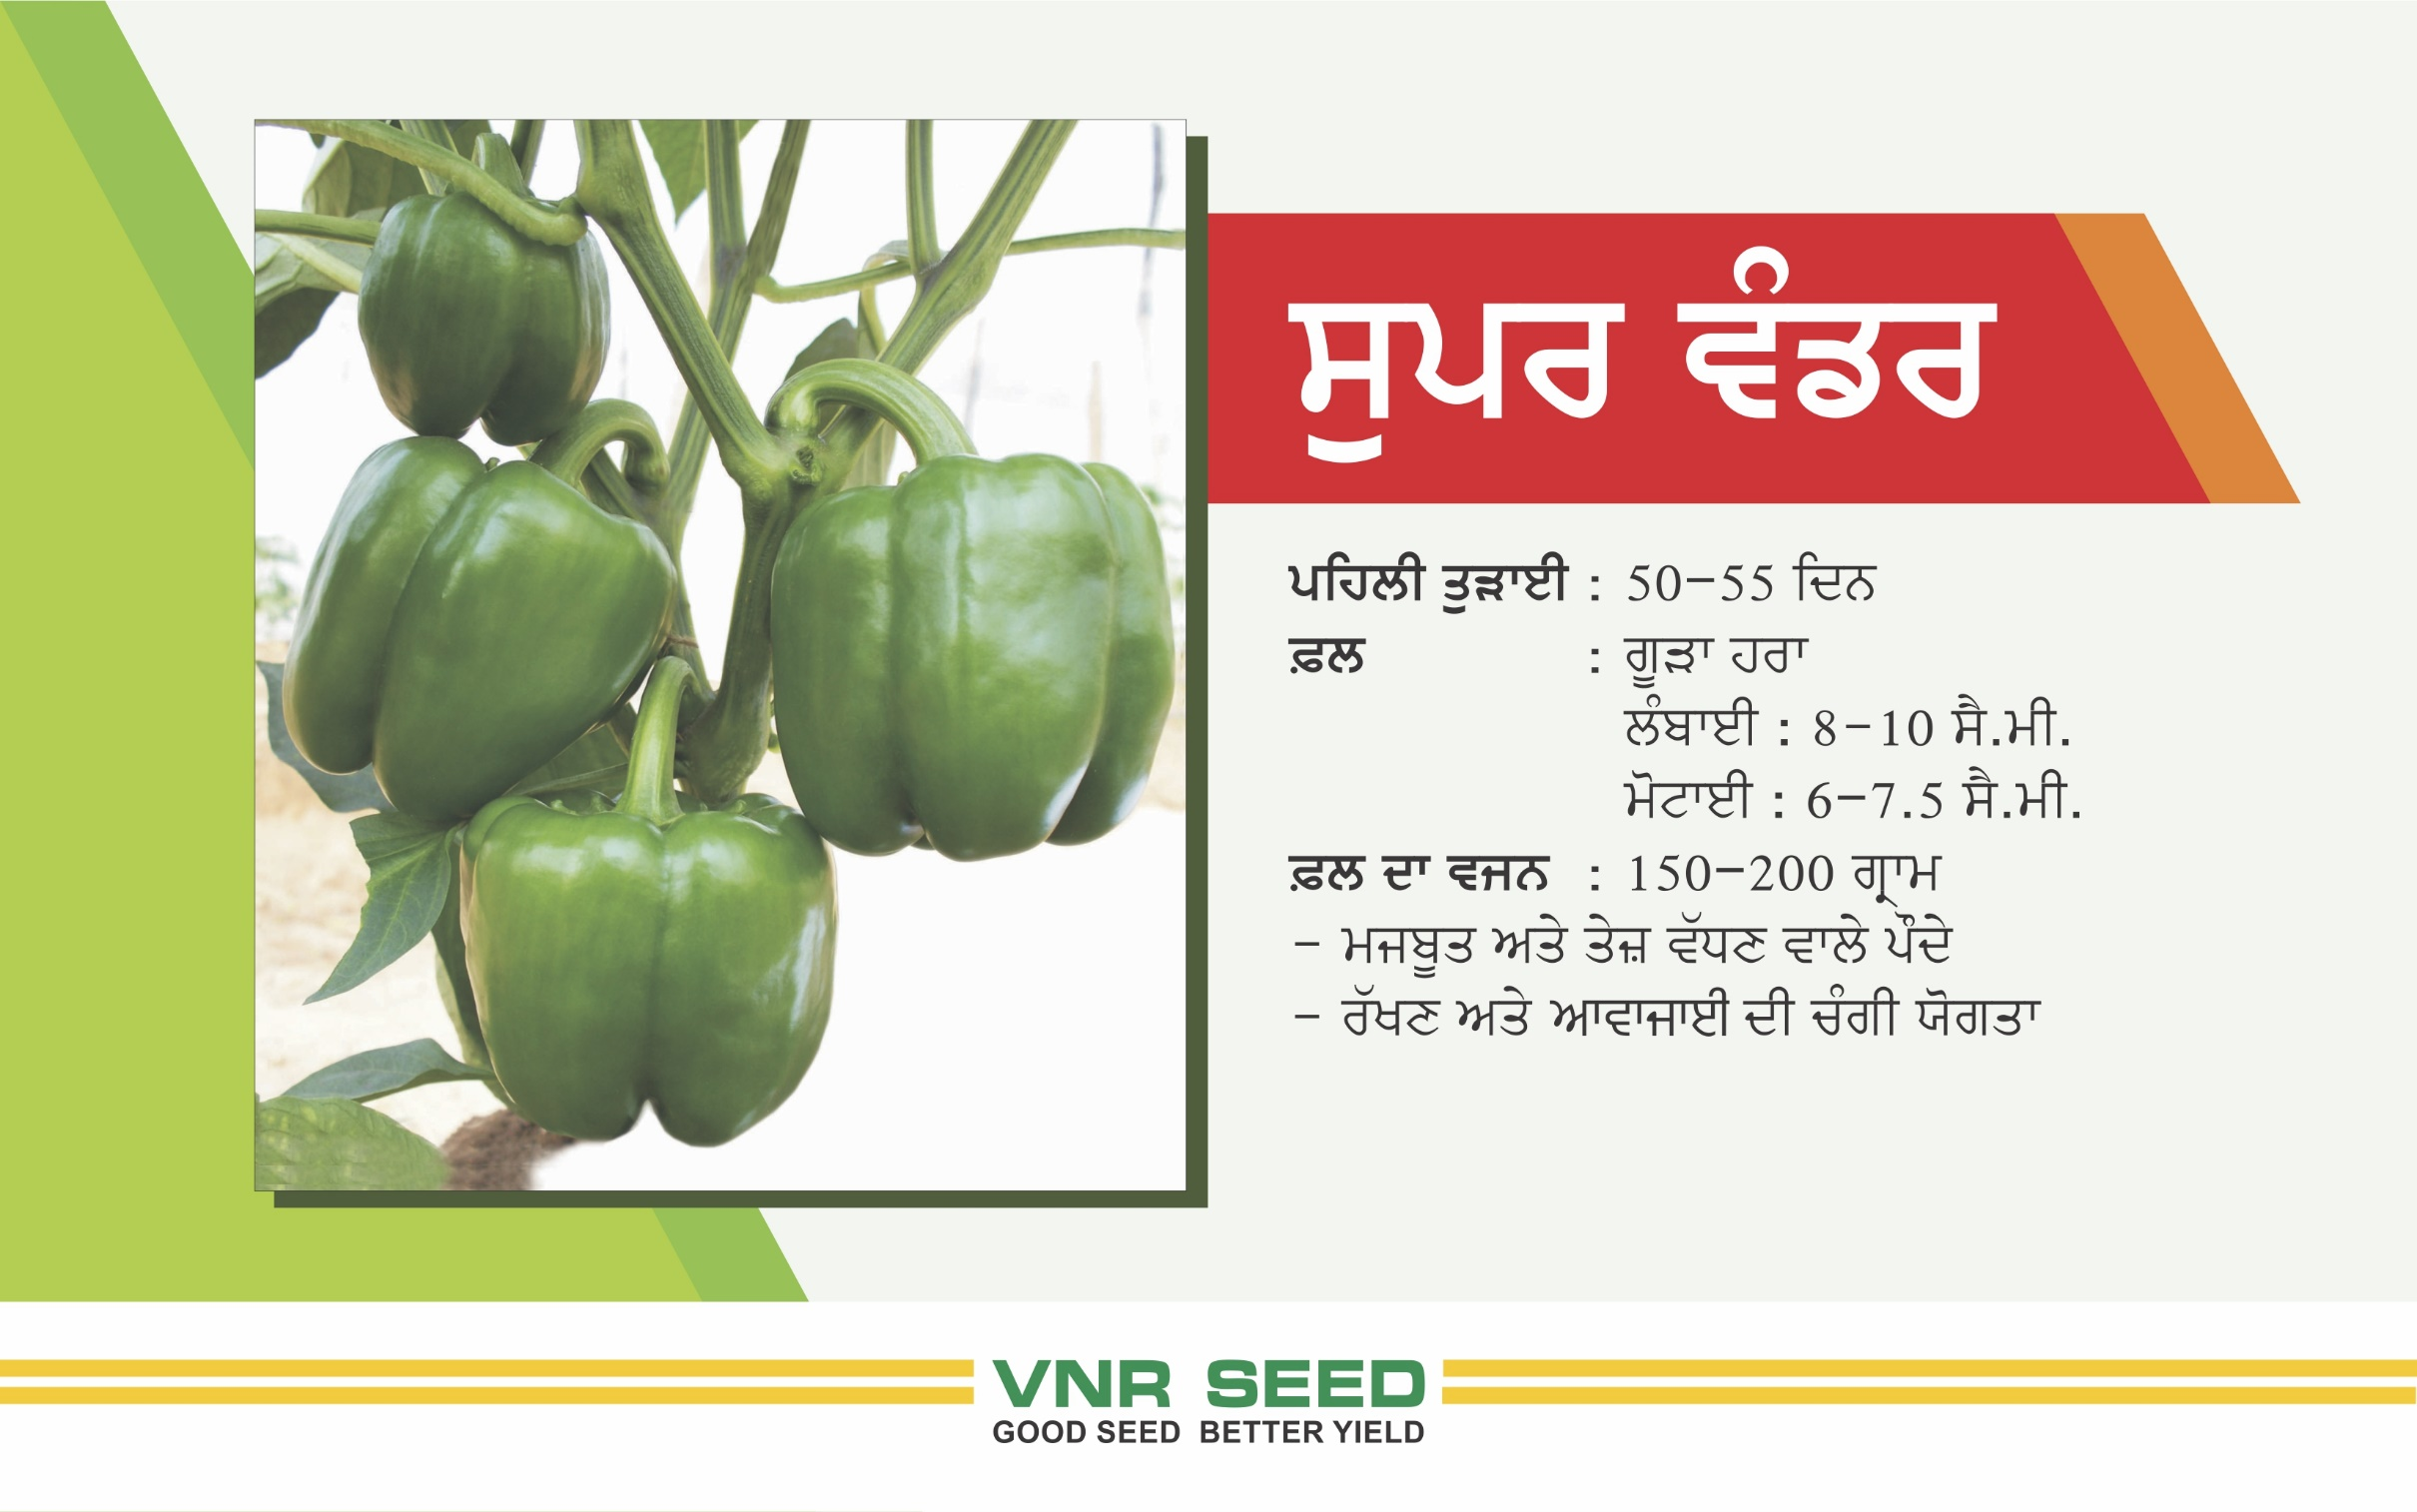 ਸੁਪਰ ਵੰਡਰ
ਪਹਿਲੀ ਤੁੜਾਈ : 50-55 ਦਿਨ
ਫ਼ਲ : ਗੂੜਾ ਹਰਾ
ਲੰਬਾਈ : 8-10 ਸੈ.ਮੀ.
ਮੋਟਾਈ : 6-7.5 ਸੈ.ਮੀ.
ਫ਼ਲ ਦਾ ਵਜਨ : 150-200 ਗ੍ਰਾਮ
- ਮਜਬੂਤ ਅਤੇ ਤੇਜ਼ ਵੱਧਣ ਵਾਲੇ ਪੌਂਦੇ
- ਰੱਖਣ ਅਤੇ ਆਵਾਜਾਈ ਦੀ ਚੰਗੀ ਯੋਗਤਾ
VNR SEED
GOOD SEED BETTER YIELD